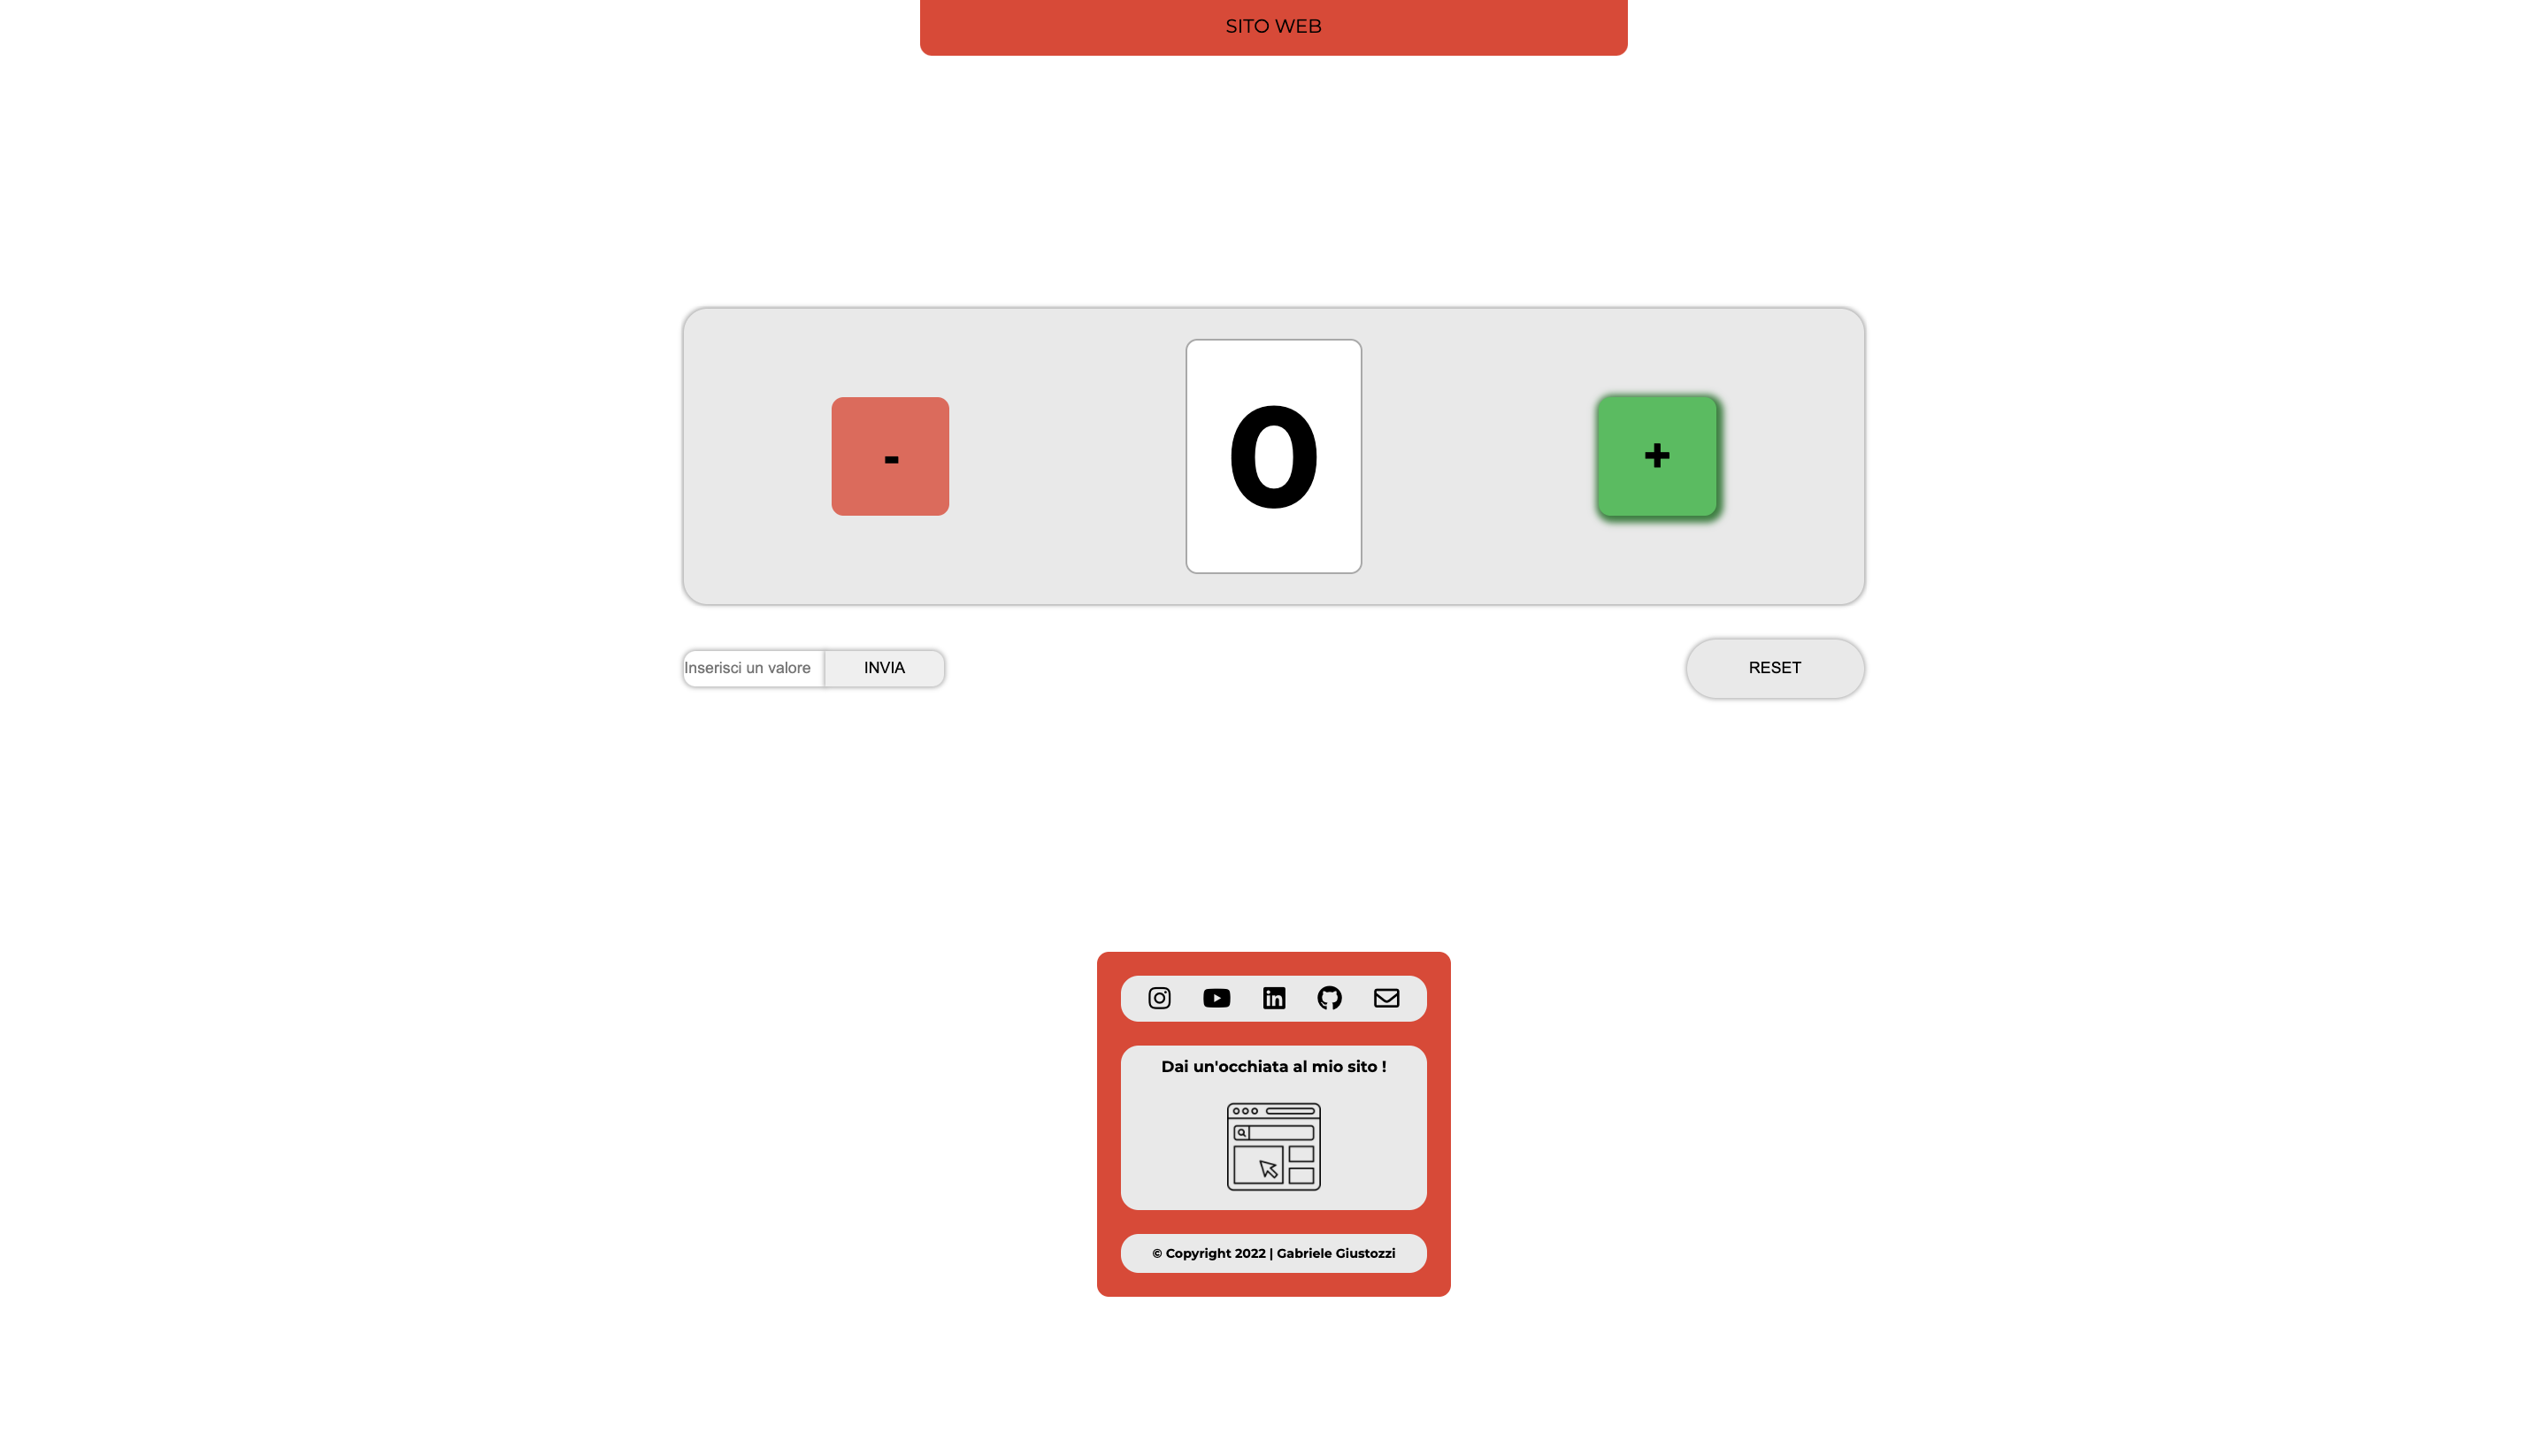 SITO WEB
- 0 +
Inserisci un valore INVIA RESET
Dai un'occhiata al mio sito !
© Copyright 2022 | Gabriele Giustozzi